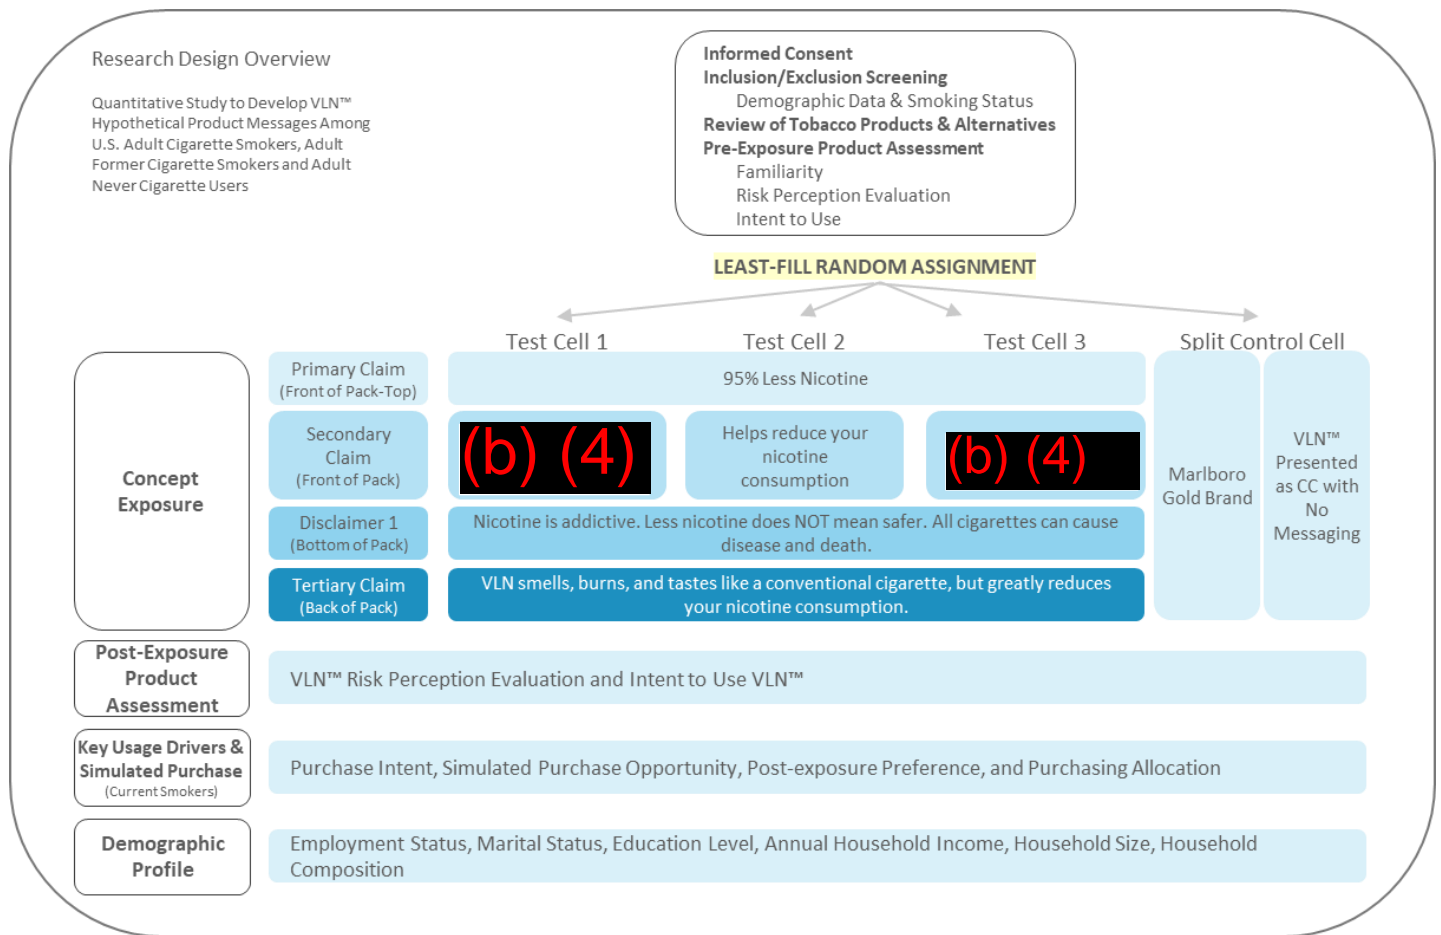 Research Design Overview
Quantitative Study to Develop VLN™
Hypothetical Product Messages Among
U.S. Adult Cigarette Smokers, Adult
Former Cigarette Smokers and Adult
Never Cigarette Users
Informed Consent
Inclusion/Exclusion Screening
Demographic Data & Smoking Status
Review of Tobacco Products & Alternatives
Pre-Exposure Product Assessment
Familiarity
Risk Perception Evaluation
Intent to Use
LEAST-FILL RANDOM ASSIGNMENT
Test Cell 1
Test Cell 2
Test Cell 3
Split Control Cell
Concept
Exposure
Primary Claim
(Front of Pack-Top)
95% Less Nicotine
Secondary
Claim
(Front of Pack)
(b) (4)
Helps reduce your
nicotine
consumption
(b) (4)
Disclaimer 1
(Bottom of Pack)
Nicotine is addictive. Less nicotine does NOT mean safer. All cigarettes can cause
disease and death.
Tertiary Claim
(Back of Pack)
VLN smells, burns, and tastes like a conventional cigarette, but greatly reduces
your nicotine consumption.
Marlboro
Gold Brand
VLN™
Presented
as CC with
No
Messaging
Post-Exposure
Product
Assessment
VLN™ Risk Perception Evaluation and Intent to Use VLN™
Key Usage Drivers &
Simulated Purchase
(Current Smokers)
Purchase Intent, Simulated Purchase Opportunity, Post-exposure Preference, and Purchasing Allocation
Demographic
Profile
Employment Status, Marital Status, Education Level, Annual Household Income, Household Size, Household
Composition